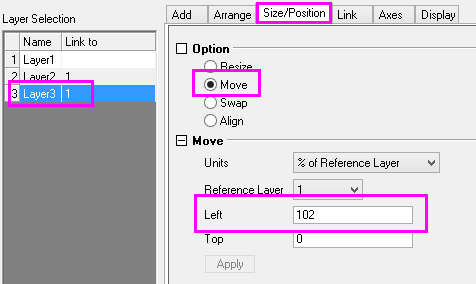 Layer Selection
Name Link to
1 Layer1
2 Layer2 1
3 Layer3 1
Add Arrange Size/Position Link Axes Display
Option
Resize
Move
Swap
Align
Move
Units % of Reference Layer
Reference Layer 1
Left 102
Top 0
Apply